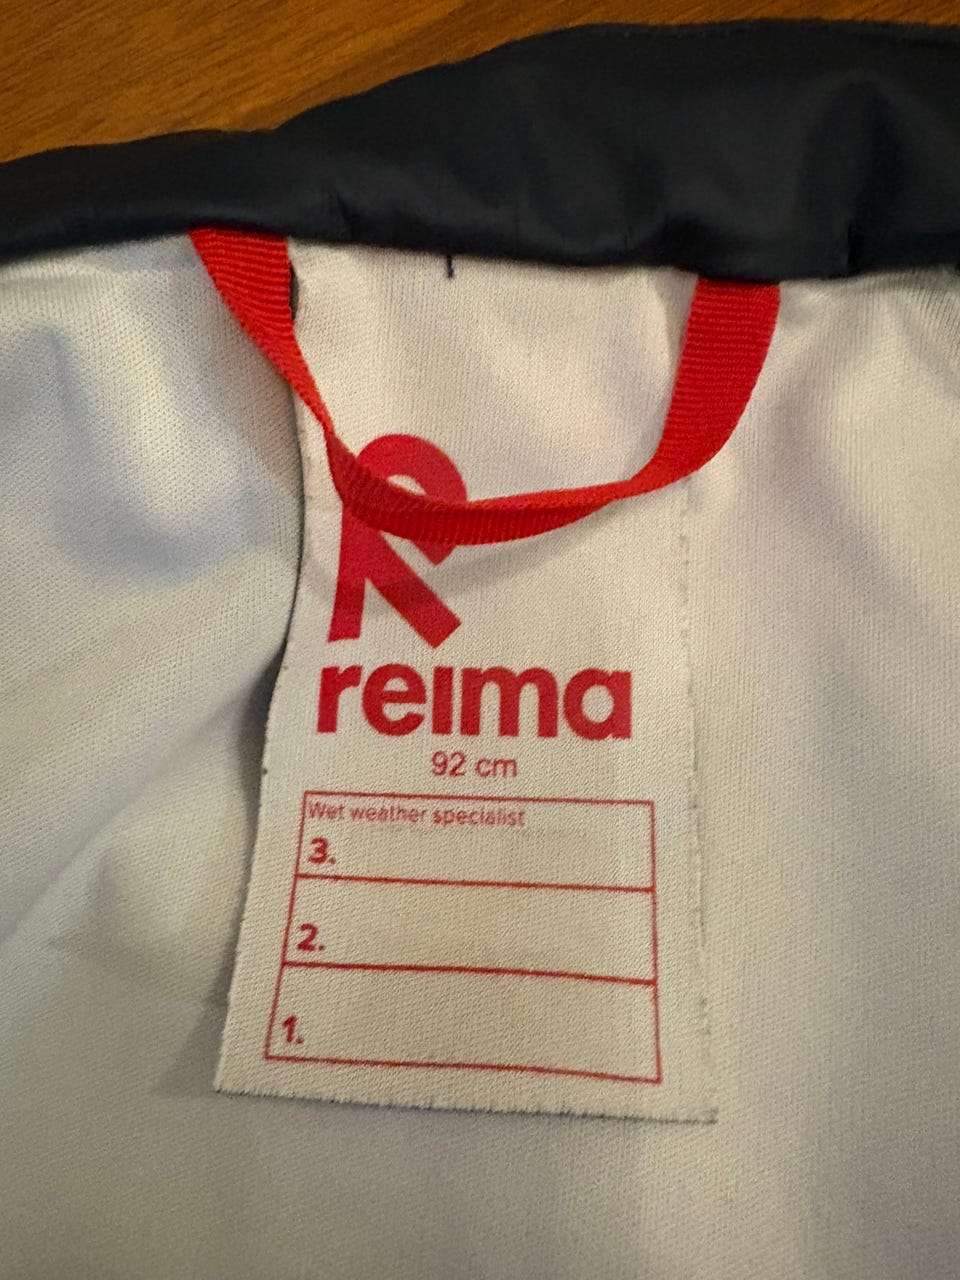 reima
92 cm
Wet weather specialist
3.
2.
1.